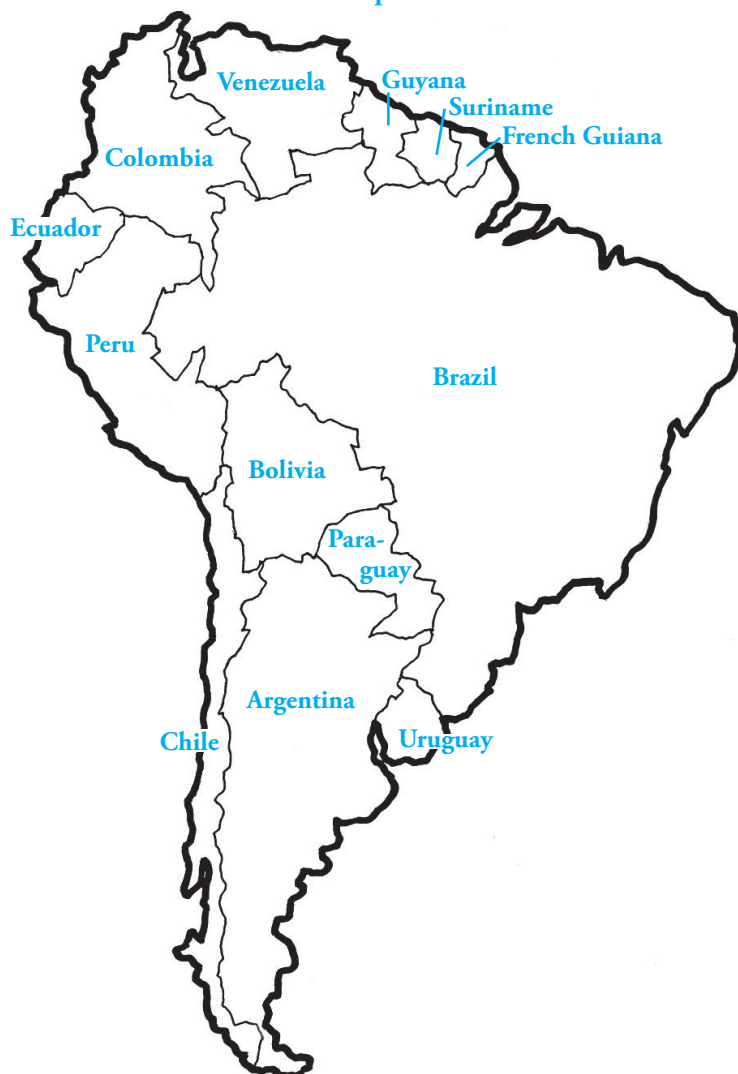 Venezuela
Guyana
Suriname
French Guiana
Colombia
Ecuador
Peru
Brazil
Bolivia
Para-
guay
Argentina
Chile
Uruguay